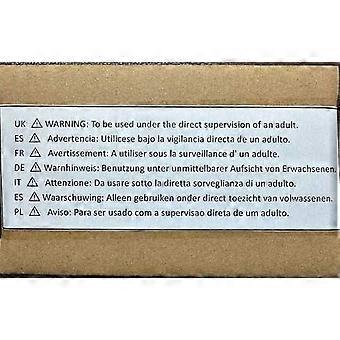 UK ⚠ WARNING: To be used under the direct supervision of an adult.
ES ⚠ Advertencia: Utilicese bajo la vigilancia directa de un adulto.
FR ⚠ Avertissement: A utiliser sous la surveillance d' un adulte.
DE ⚠ Warnhinweis: Benutzung unter unmittelbarer Aufsicht von Erwachsenen.
IT ⚠ Attenzione: Da usare sotto la diretta sorveglianza di un adulto.
ES ⚠ Waarschuwing: Alleen gebruiken onder direct toezicht van volwassenen.
PL ⚠ Aviso: Para ser usado com a supervisao direta de um adulto.